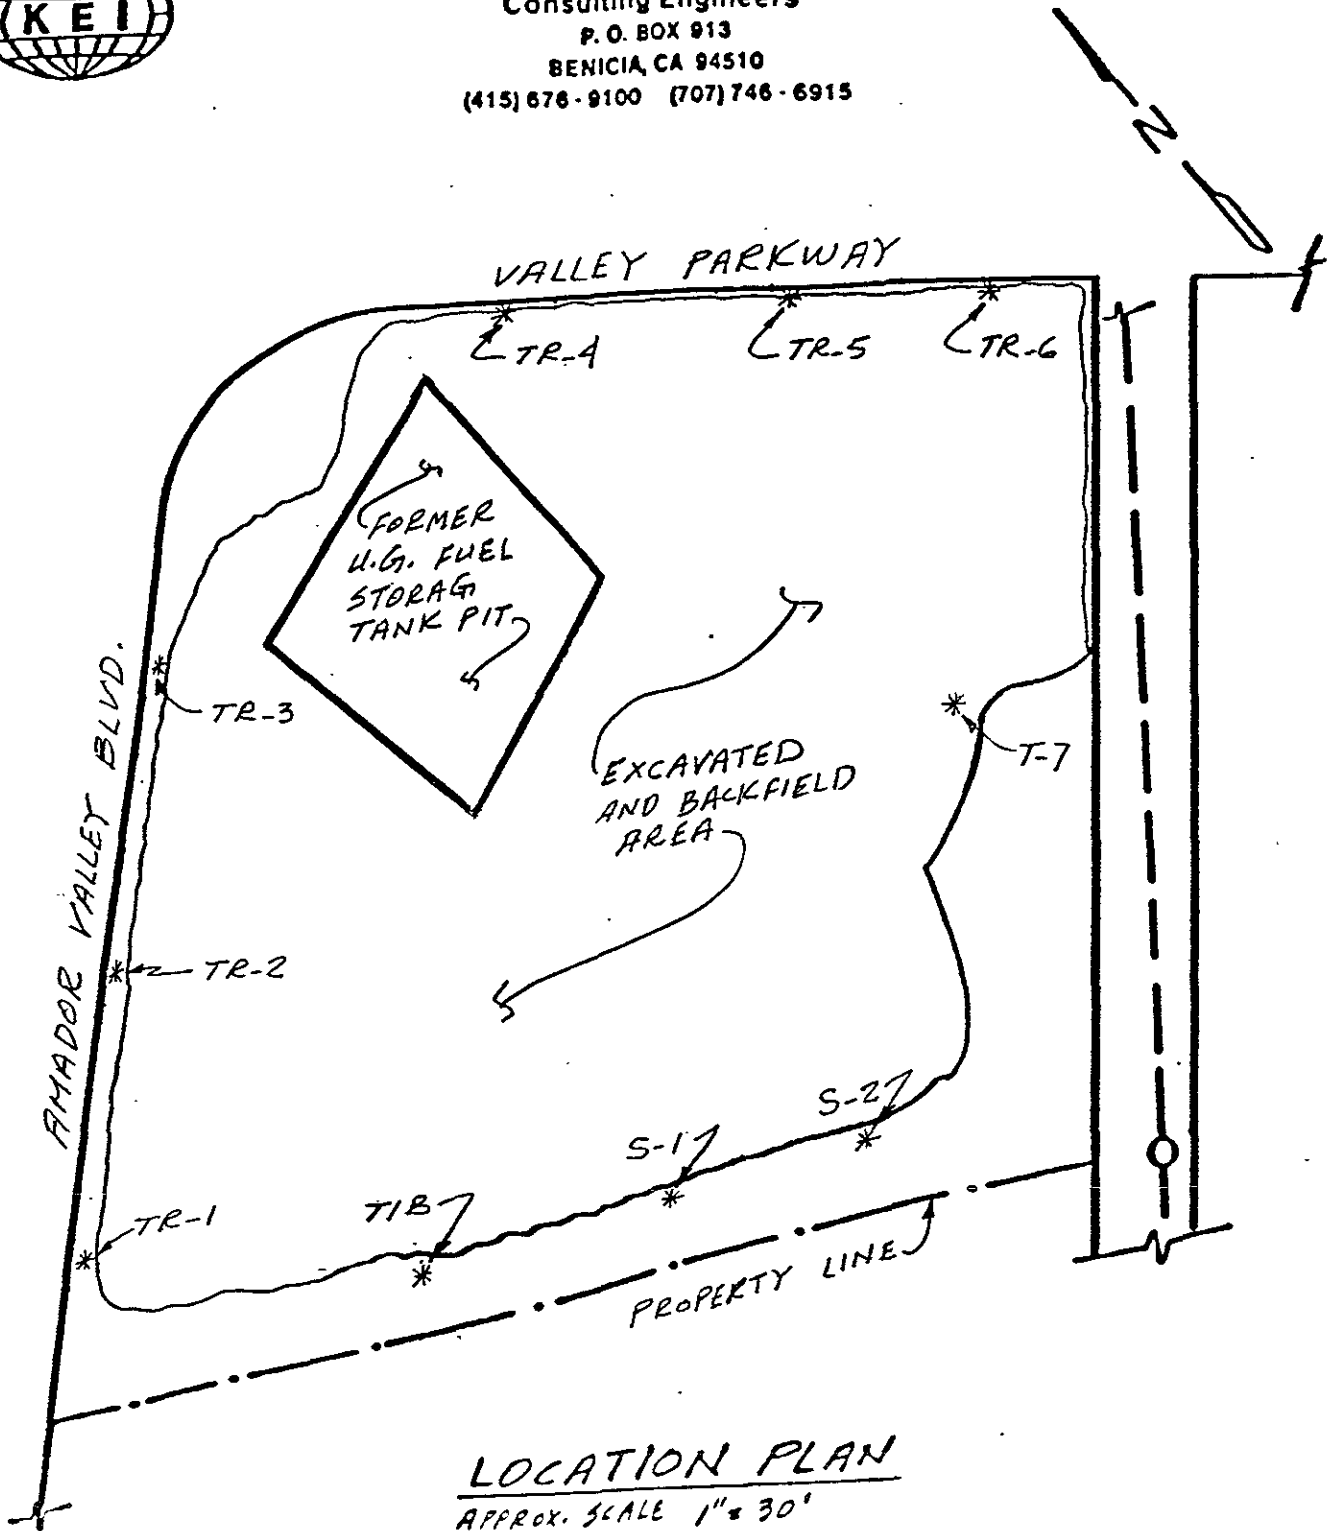 KEI
Consulting Engineers
P. O. BOX 913
BENICIA, CA 94510
(415) 676-9100 (707) 746-6915
N
VALLEY PARKWAY
TR-4
TR-5
TR-6
FORMER
U.G. FUEL
STORAG
TANK PIT
AMADOR VALLEY BLVD.
TR-3
T-7
EXCAVATED
AND BACKFIELD
AREA
TR-2
S-2
S-1
T1B
TR-1
PROPERTY LINE
LOCATION PLAN
APPROX. SCALE 1" = 30'